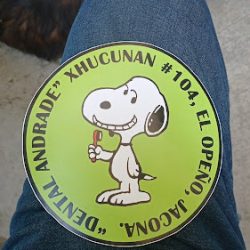 "DENTAL ANDRADE" XHUCUNAN #104, EL OPEÑO, JACONA.